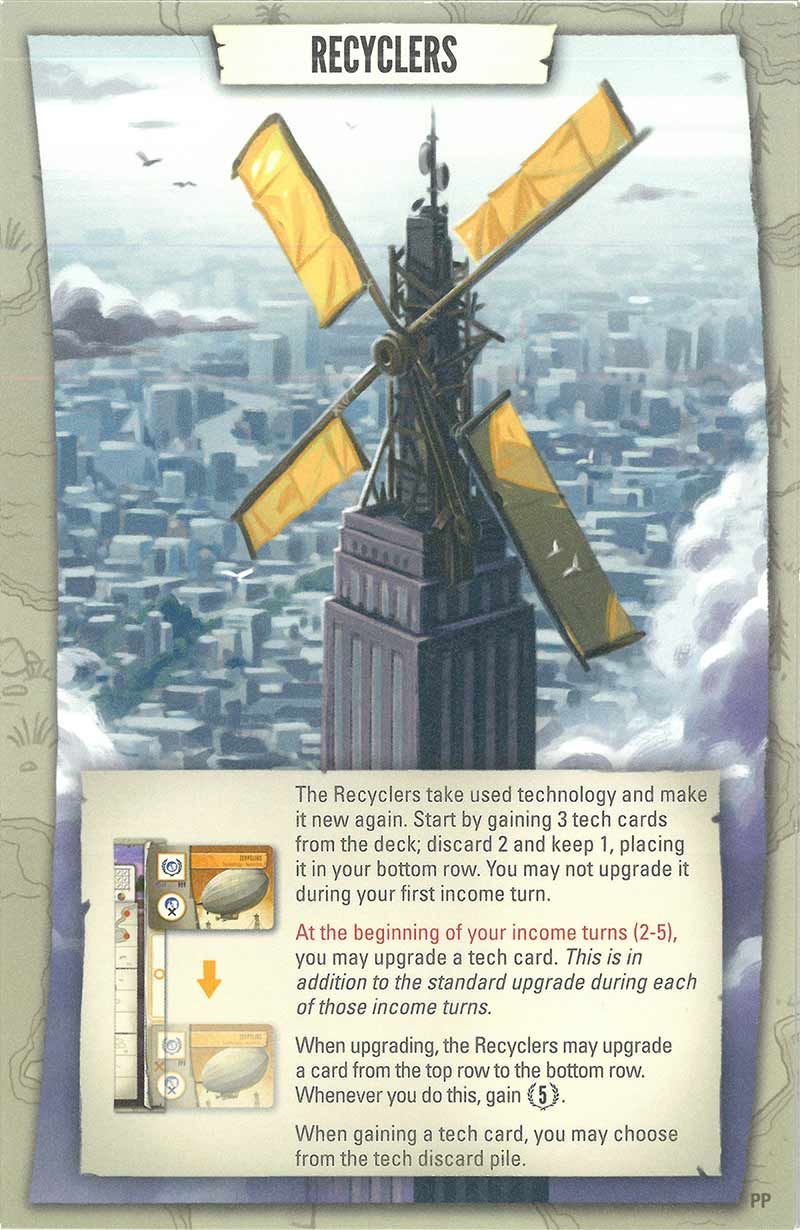 RECYCLERS
The Recyclers take used technology and make
it new again. Start by gaining 3 tech cards
from the deck; discard 2 and keep 1, placing
it in your bottom row. You may not upgrade it
during your first income turn.
At the beginning of your income turns (2-5),
you may upgrade a tech card. This is in
addition to the standard upgrade during each
of those income turns.
When upgrading, the Recyclers may upgrade
a card from the top row to the bottom row.
Whenever you do this, gain 5.
When gaining a tech card, you may choose
from the tech discard pile.
ZEPPELINS
ZEPPELINS
PP